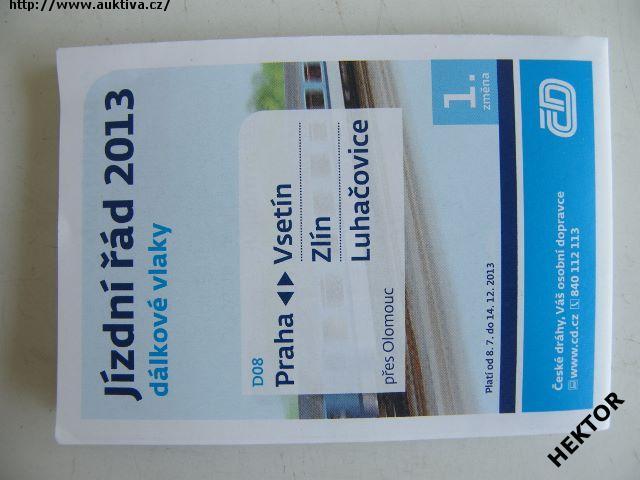 http://www.auktiva.cz/
Jízdní řád 2013
dálkové vlaky
1.
změna
D08
Praha ◄► Vsetín
Zlín
Luhačovice
přes Olomouc
Platí od 8. 7. do 14. 12. 2013
ČD
České dráhy, Váš osobní dopravce
www.cd.cz 840 112 113
HEKTOR